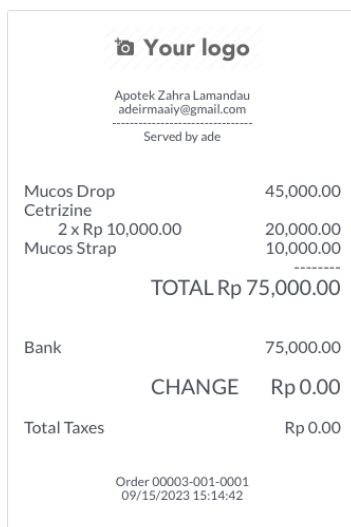 Your logo
Apotek Zahra Lamandau
adeirmaaiy@gmail.com
----------------------------------
Served by ade
Mucos Drop 45,000.00
Cetrizine
2 x Rp 10,000.00 20,000.00
Mucos Strap 10,000.00
--------
TOTAL Rp 75,000.00
Bank 75,000.00
CHANGE Rp 0.00
Total Taxes Rp 0.00
Order 00003-001-0001
09/15/2023 15:14:42